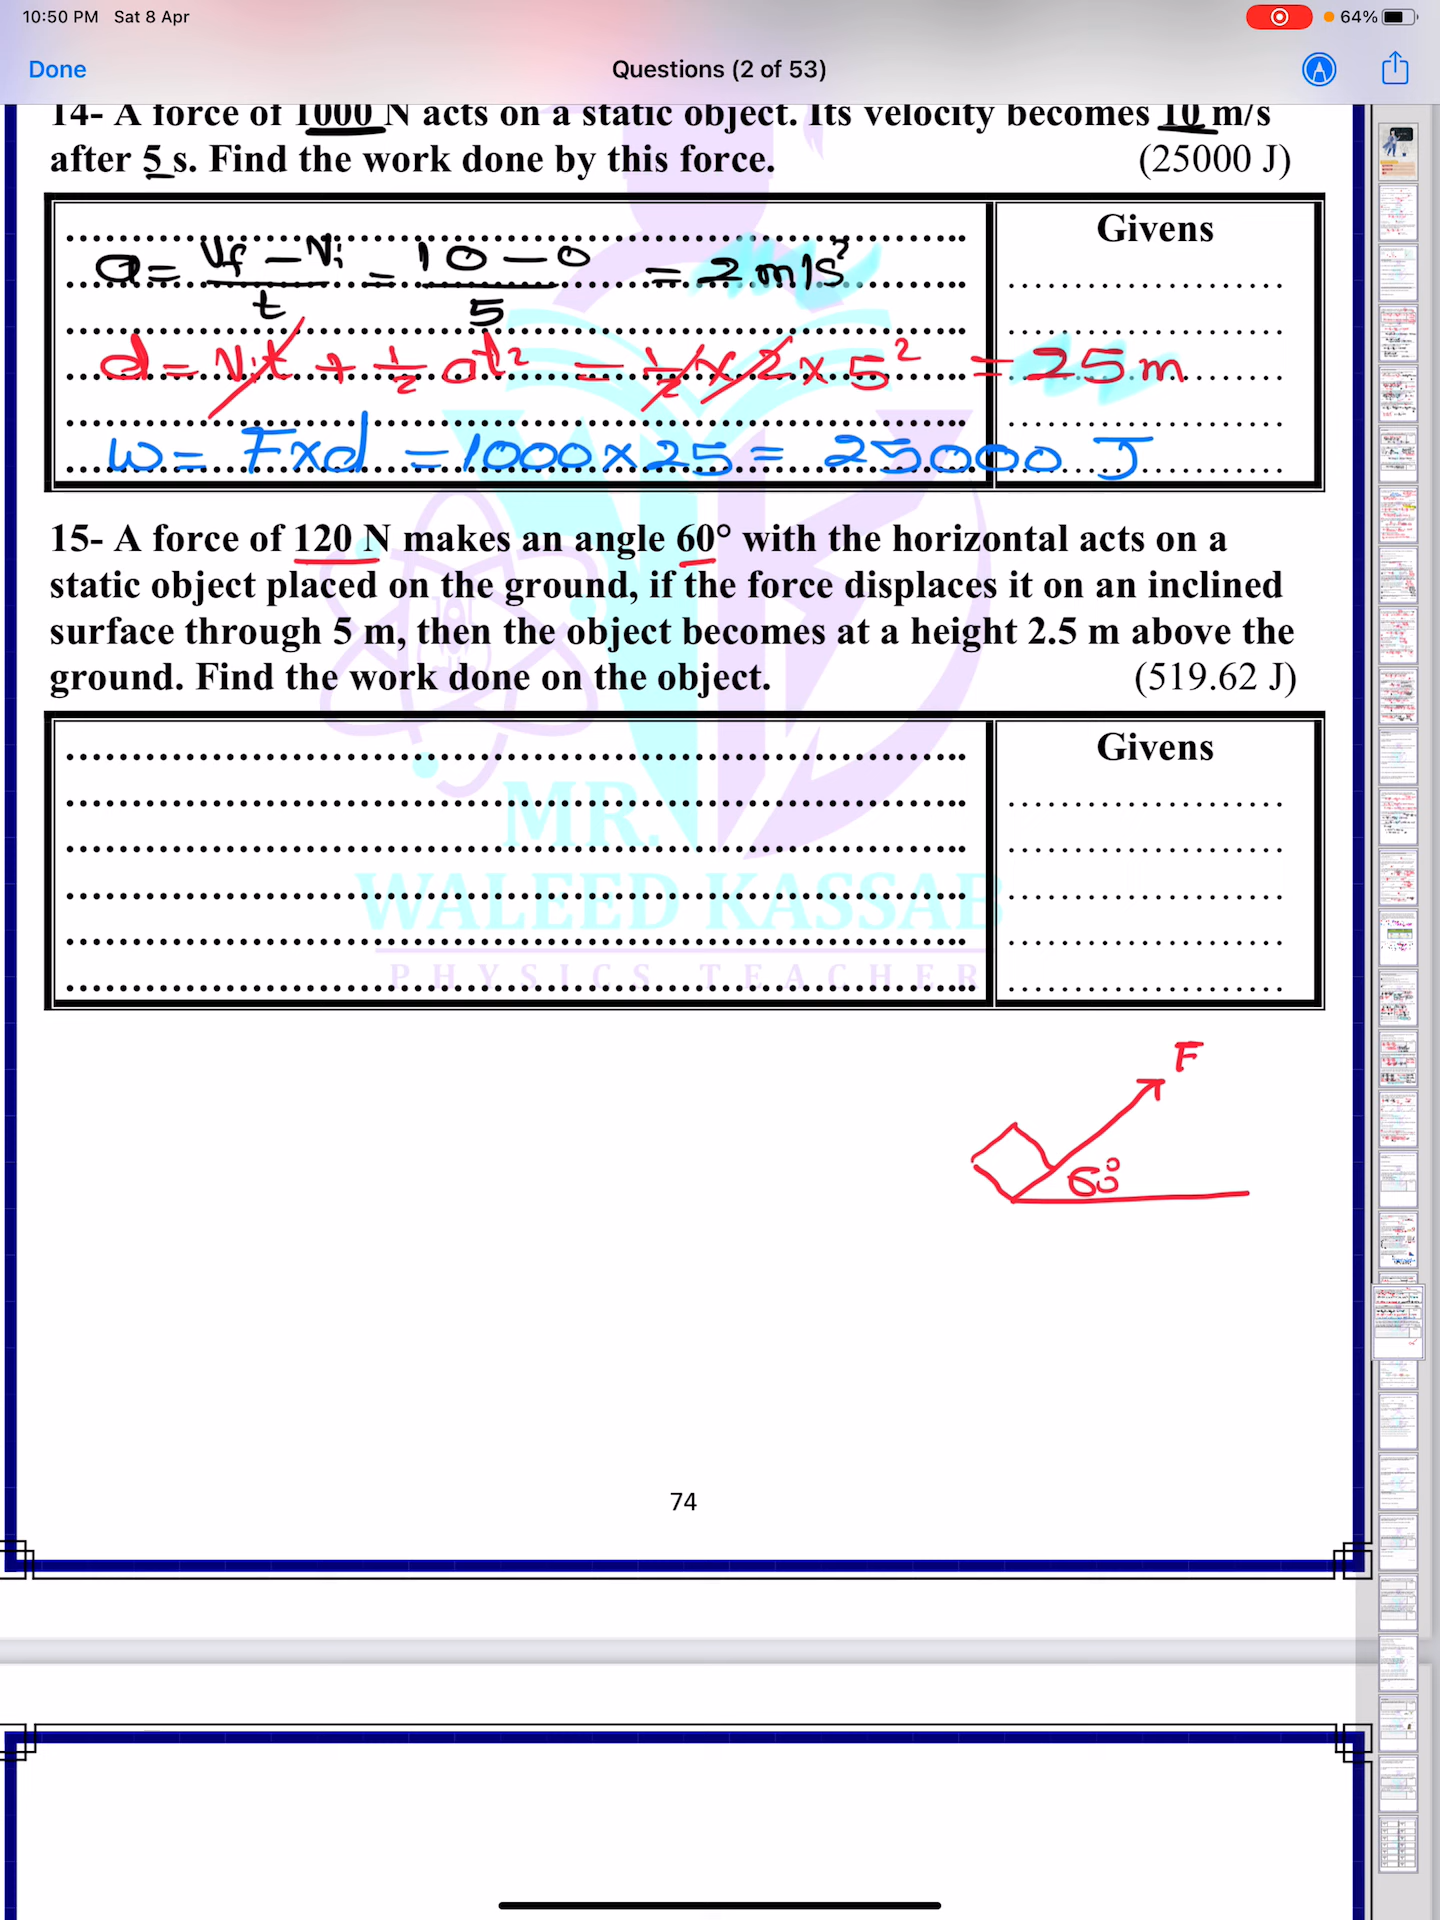 10:50 PM Sat 8 Apr
64%
Done
Questions (2 of 53)
14- A force of 1000 N acts on a static object. Its velocity becomes 10 m/s
after 5 s. Find the work done by this force. (25000 J)
Givens
a = Vf - Vi / t = 10 - 0 / 5 = 2 m/s²
d = Vit + 1/2 at² = 1/2 × 2 × 5² = 25 m
W = F×d = 1000 × 25 = 25000 J
15- A force of 120 N makes an angle 60° with the horizontal acts on a
static object placed on the ground, if the force displaces it on an inclined
surface through 5 m, then the object becomes at a height 2.5 m above the
ground. Find the work done on the object. (519.62 J)
Givens
MR.
WALEED KASSAB
PHYSICS TEACHER
F
60°
74